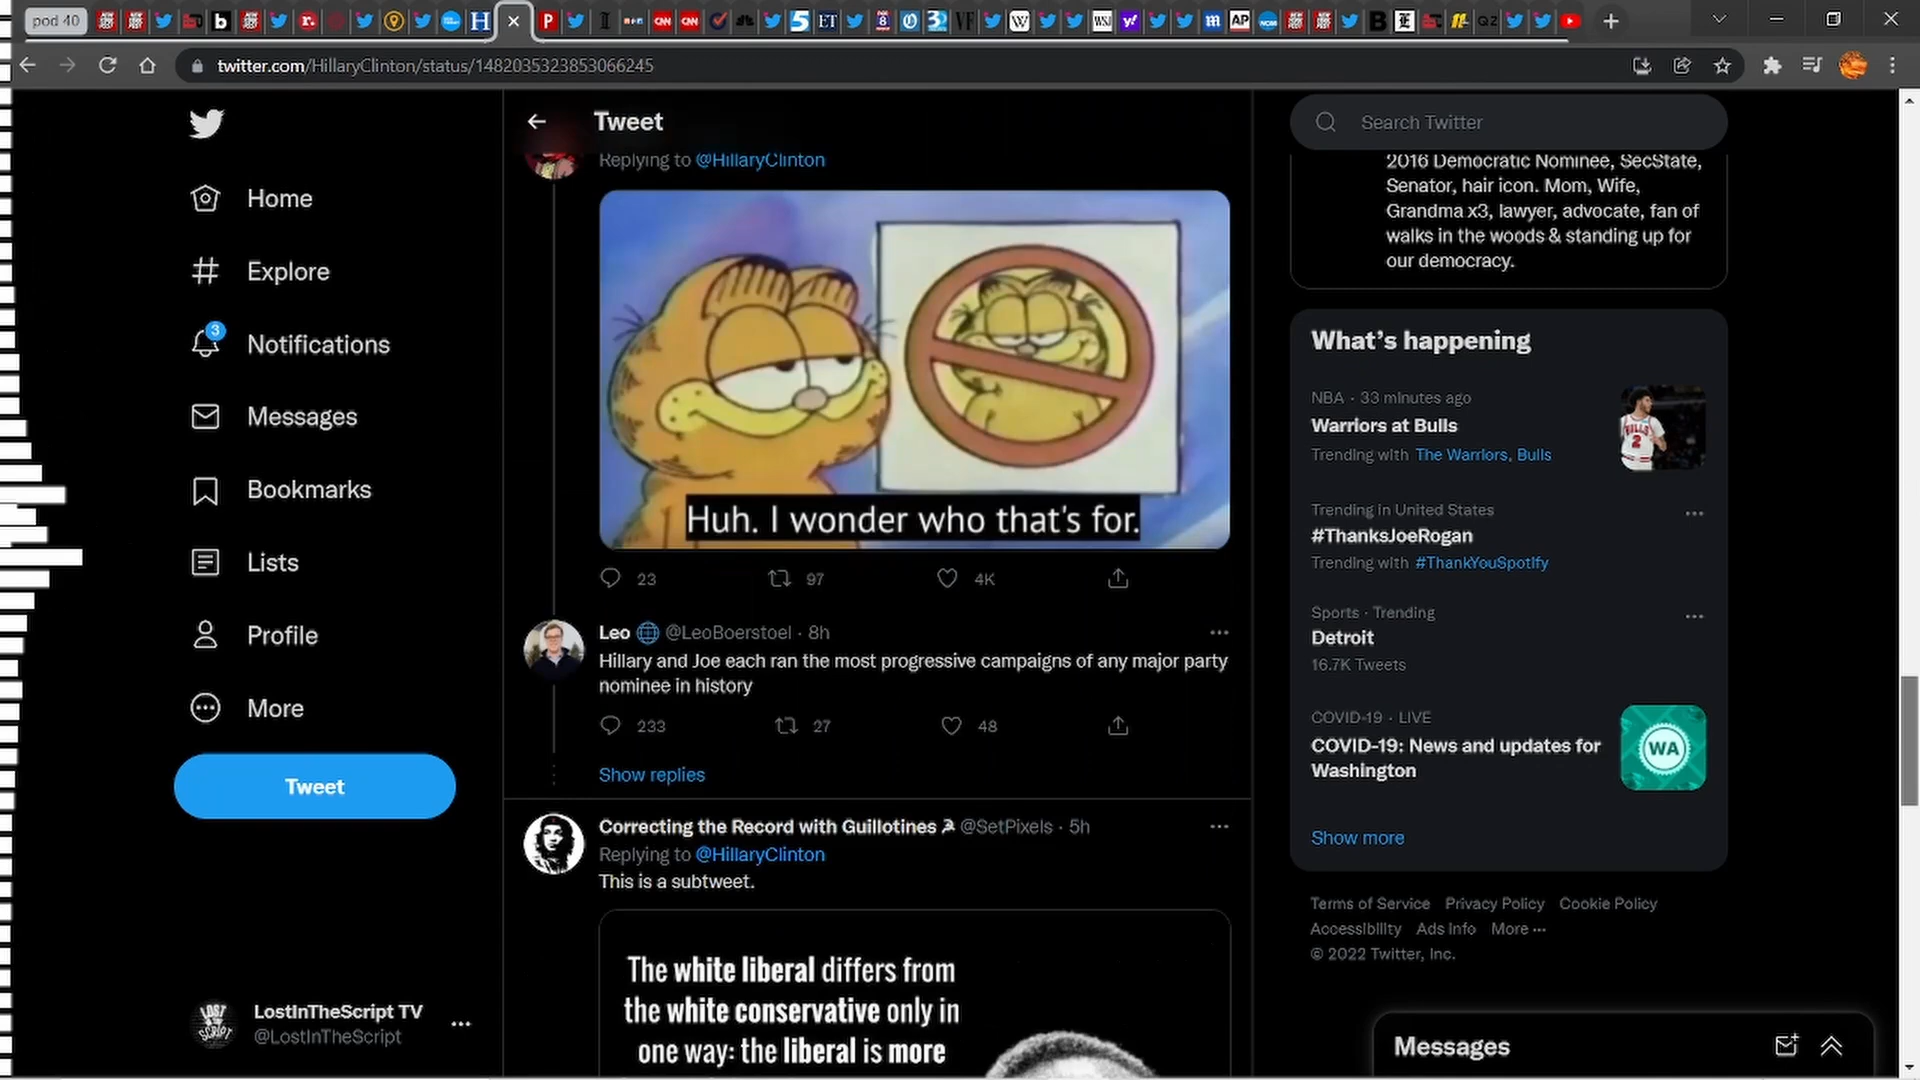 pod 40
twitter.com/HillaryClinton/status/1482035323853066245
Home
Explore
3
Notifications
Messages
Bookmarks
Lists
Profile
More
Tweet
LostInTheScript TV
@LostInTheScript
Tweet
Replying to @HillaryClinton
Huh. I wonder who that's for.
23 97 4K
Leo @LeoBoerstoel · 8h
Hillary and Joe each ran the most progressive campaigns of any major party
nominee in history
233 27 48
Show replies
Correcting the Record with Guillotines ☭ @SetPixels · 5h
Replying to @HillaryClinton
This is a subtweet.
The white liberal differs from
the white conservative only in
one way: the liberal is more
Search Twitter
2016 Democratic Nominee, SecState,
Senator, hair icon. Mom, Wife,
Grandma x3, lawyer, advocate, fan of
walks in the woods & standing up for
our democracy.
What's happening
NBA · 33 minutes ago
Warriors at Bulls
Trending with The Warriors, Bulls
Trending in United States
#ThanksJoeRogan
Trending with #ThankYouSpotify
Sports · Trending
Detroit
16.7K Tweets
COVID-19 · LIVE
COVID-19: News and updates for
Washington
WA
Show more
Terms of Service Privacy Policy Cookie Policy
Accessibility Ads info More ···
© 2022 Twitter, Inc.
Messages